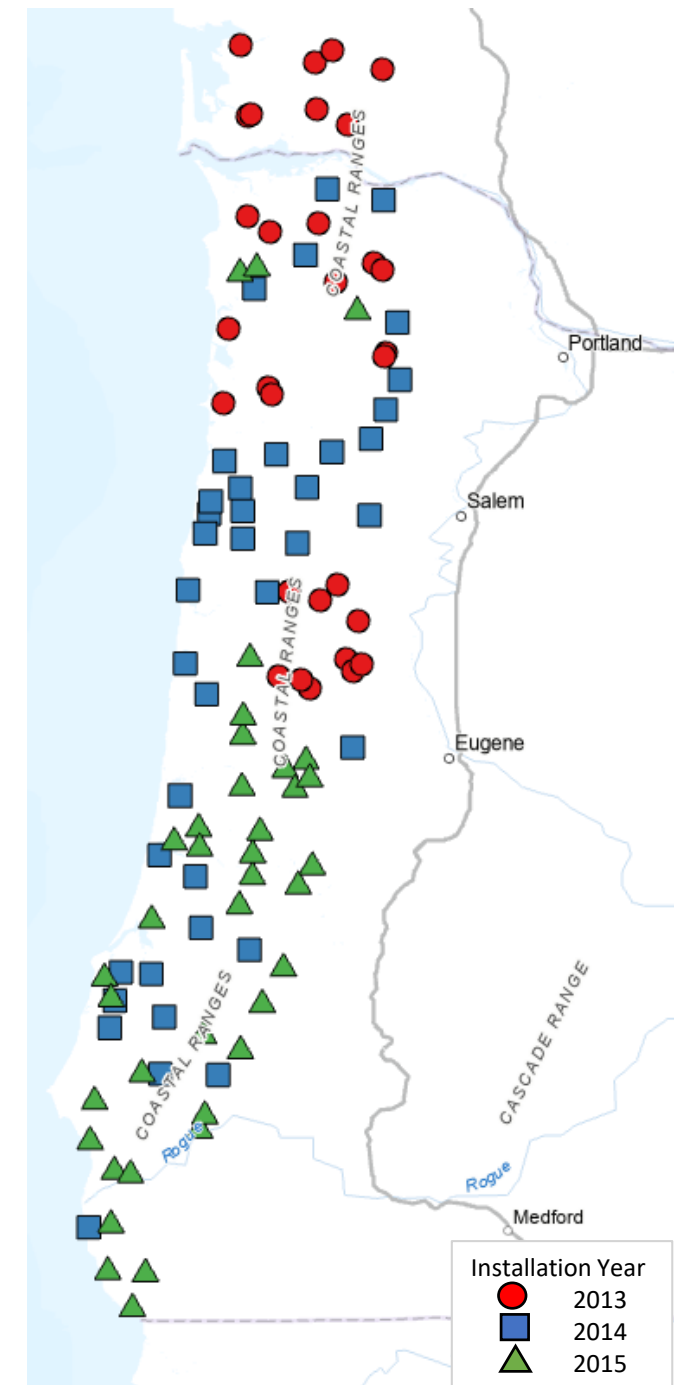 COASTAL RANGES
Portland
Salem
COASTAL RANGES
Eugene
COASTAL RANGES
CASCADE RANGE
Rogue
Rogue
Medford
Installation Year
2013
2014
2015